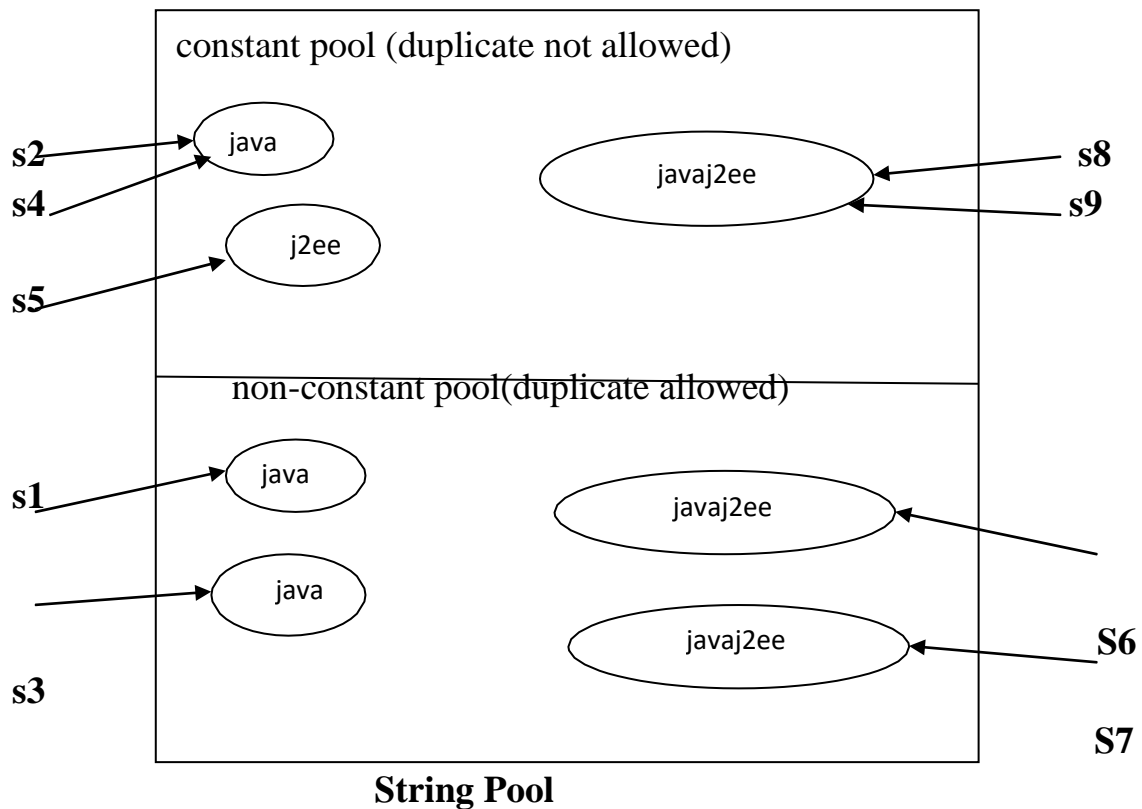 constant pool (duplicate not allowed)
java
s2
javaj2ee
s8
s4
s9
j2ee
s5
non-constant pool(duplicate allowed)
java
s1
javaj2ee
java
javaj2ee
S6
s3
S7
String Pool